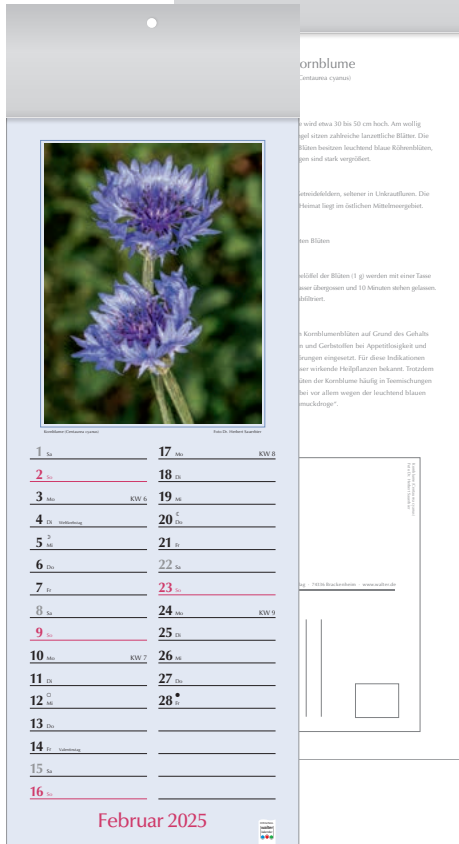 ornblume
Centaurea cyanus)
wird etwa 30 bis 50 cm hoch. Am wollig
gel sitzen zahlreiche lanzettliche Blätter. Die
Blüten besitzen leuchtend blaue Röhrenblüten,
gen sind stark vergrößert.
etreidefeldern, seltener in Unkrautfluren. Die
Heimat liegt im östlichen Mittelmeergebiet.
ten Blüten
elöffel der Blüten (1 g) werden mit einer Tasse
asser übergossen und 10 Minuten stehen gelassen.
bfiltriert.
Kornblumenblüten auf Grund des Gehalts
n und Gerbstoffen bei Appetitlosigkeit und
örungen eingesetzt. Für diese Indikationen
ser wirkende Heilpflanzen bekannt. Trotzdem
üten der Kornblume häufig in Teemischungen
bei vor allem wegen der leuchtend blauen
muckdroge".
Kornblume (Centaurea cyanus)
Foto: Dr. Herbert
1 Sa
2 So
3 Mo KW 6
4 Di
5 Mi
6 Do
7 Fr
8 Sa
9 So
10 Mo KW 7
11 Di
12 Mi
13 Do
14 Fr Valentinstag
15 Sa
16 So
17 Mo KW 8
18 Di
19 Mi
20 Do
21 Fr
22 Sa
23 So
24 Mo KW 9
25 Di
26 Mi
27 Do
28 Fr
Februar 2025